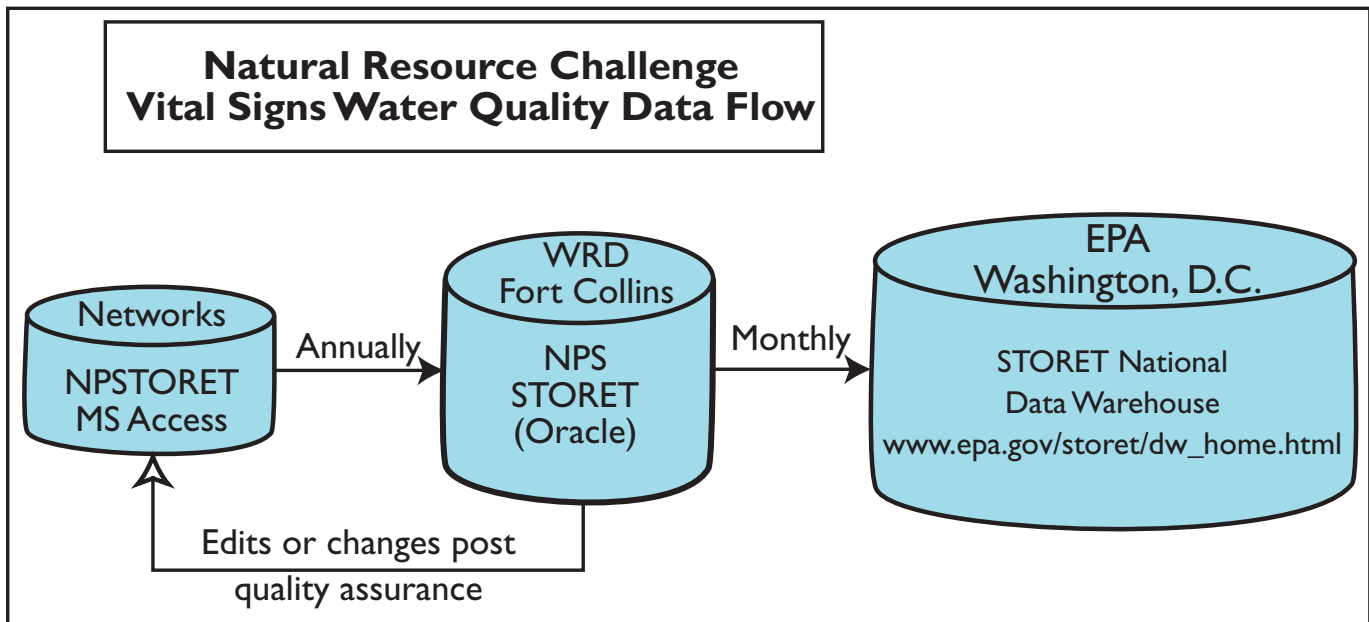 Natural Resource Challenge
Vital Signs Water Quality Data Flow
Networks
NPSTORET
MS Access
Annually
WRD
Fort Collins
NPS
STORET
(Oracle)
Monthly
EPA
Washington, D.C.
STORET National
Data Warehouse
www.epa.gov/storet/dw_home.html
Edits or changes post
quality assurance